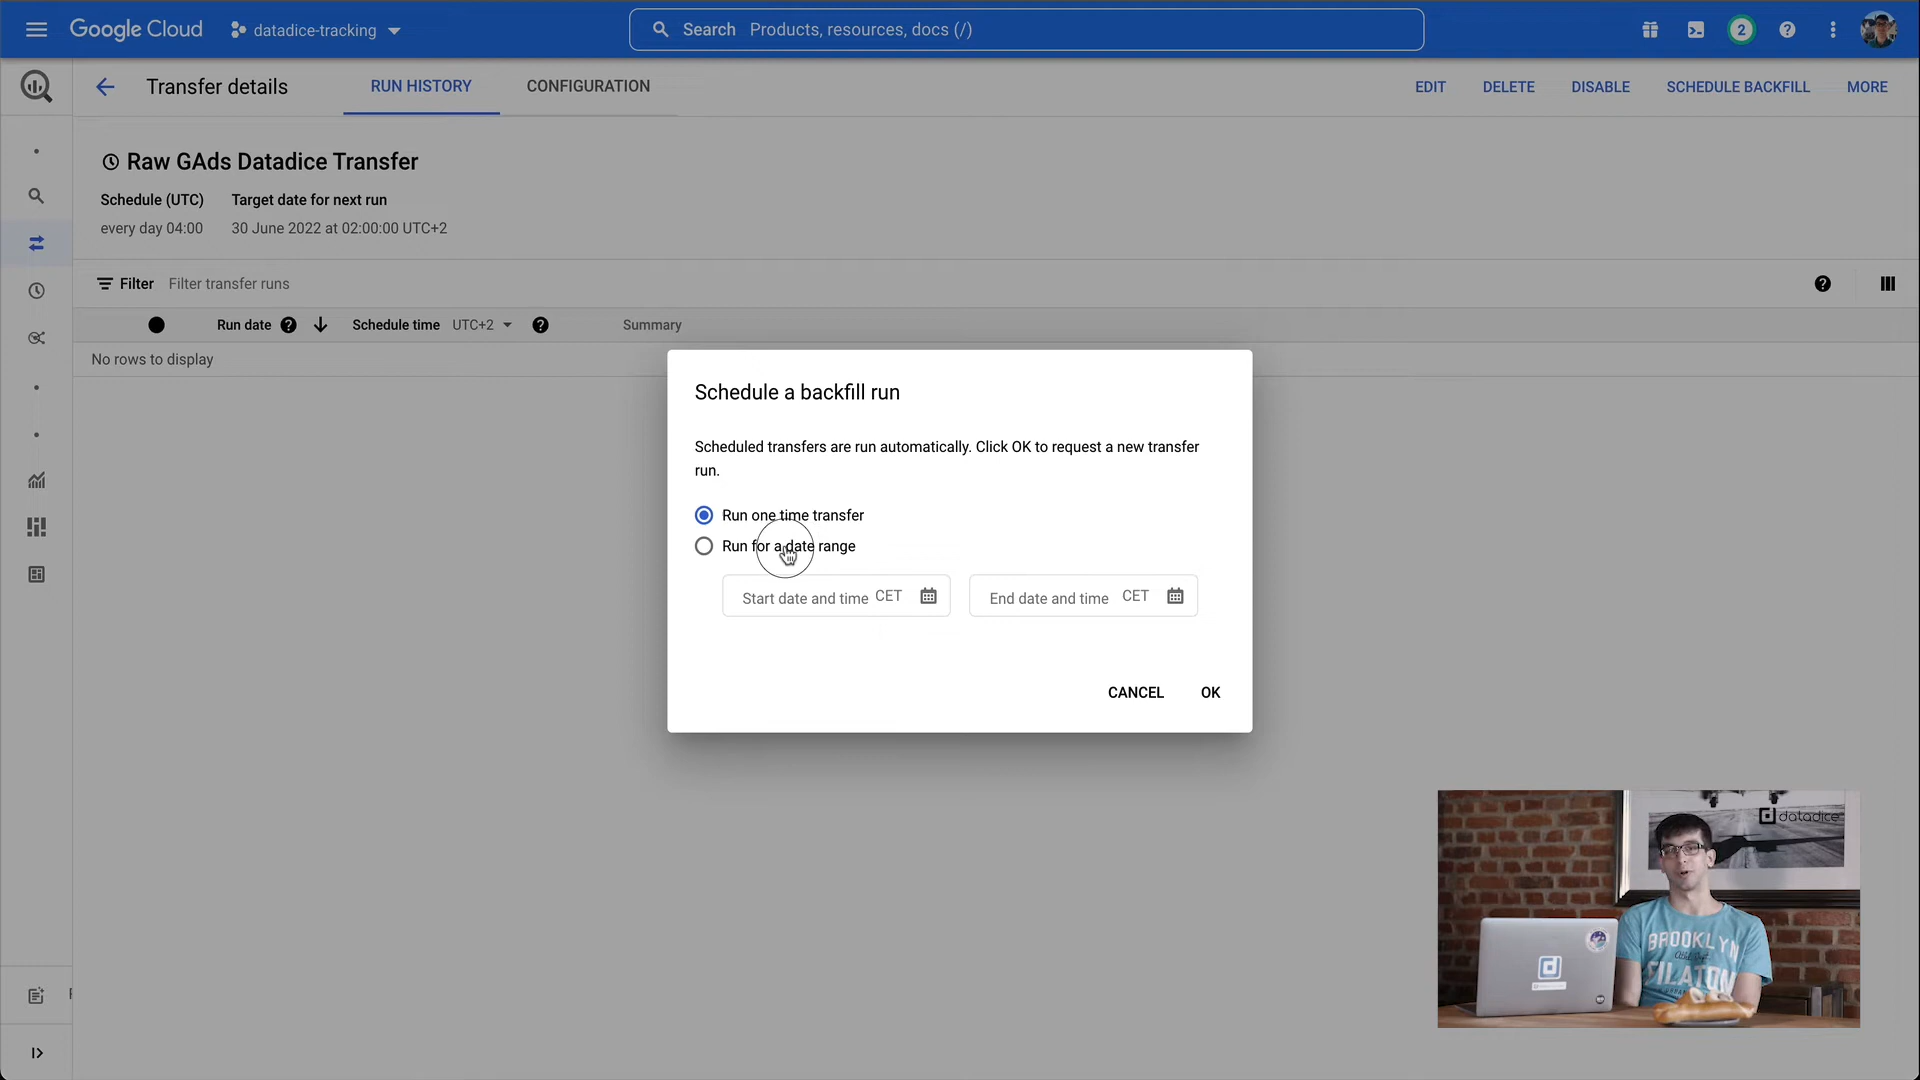 Google Cloud
datadice-tracking
Search Products, resources, docs (/)
2
Transfer details
RUN HISTORY
CONFIGURATION
EDIT
DELETE
DISABLE
SCHEDULE BACKFILL
MORE
Raw GAds Datadice Transfer
Schedule (UTC)
Target date for next run
every day 04:00
30 June 2022 at 02:00:00 UTC+2
Filter Filter transfer runs
Run date
Schedule time UTC+2
Summary
No rows to display
Schedule a backfill run
Scheduled transfers are run automatically. Click OK to request a new transfer
run.
Run one time transfer
Run for a date range
Start date and time CET
End date and time CET
CANCEL
OK
datadice
BROOKLYN